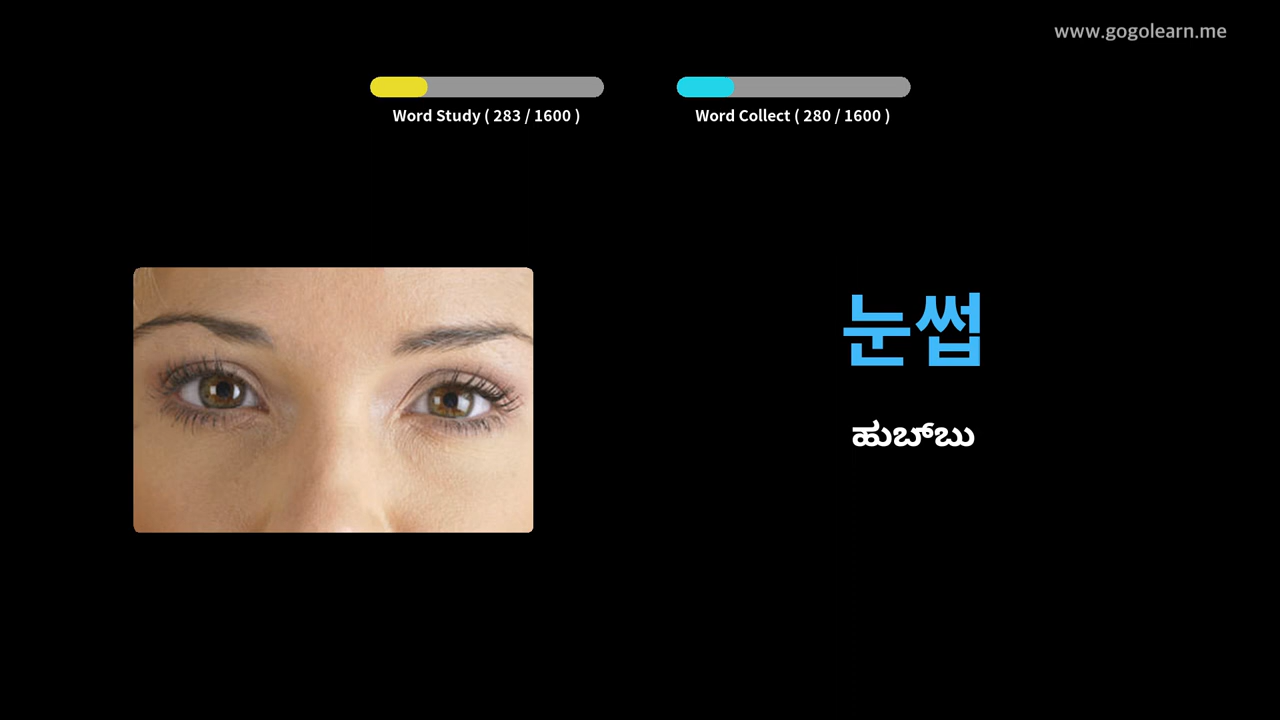 www.gogolearn.me
Word Study ( 283 / 1600 )
Word Collect ( 280 / 1600 )
눈썹
ಹುಬ್‌ಬು